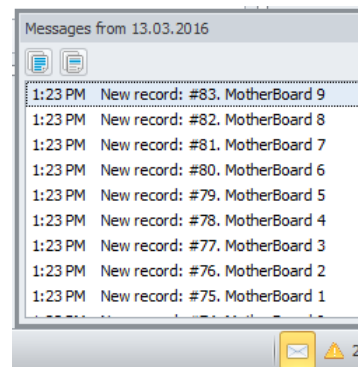 Messages from 13.03.2016
1:23 PM New record: #83. MotherBoard 9
1:23 PM New record: #82. MotherBoard 8
1:23 PM New record: #81. MotherBoard 7
1:23 PM New record: #80. MotherBoard 6
1:23 PM New record: #79. MotherBoard 5
1:23 PM New record: #78. MotherBoard 4
1:23 PM New record: #77. MotherBoard 3
1:23 PM New record: #76. MotherBoard 2
1:23 PM New record: #75. MotherBoard 1